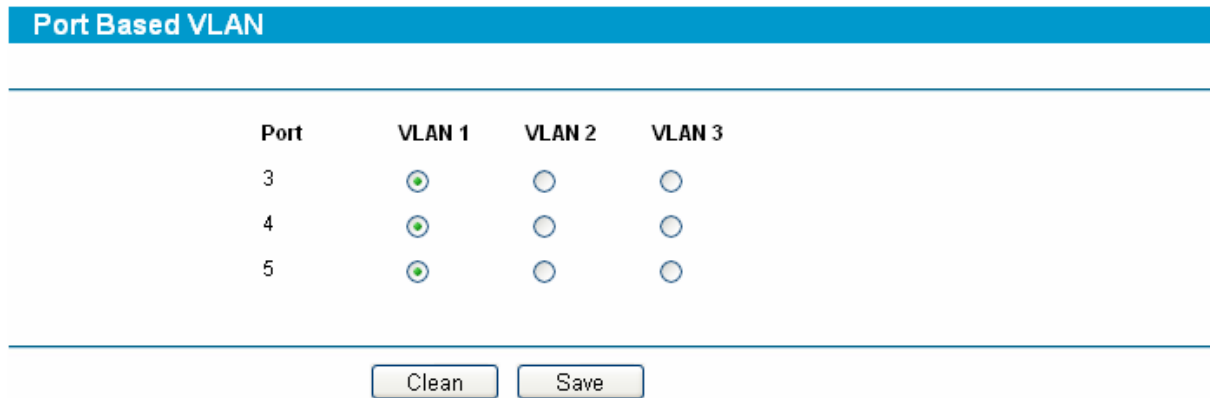 Port Based VLAN
Port VLAN 1 VLAN 2 VLAN 3
3
4
5
Clean Save